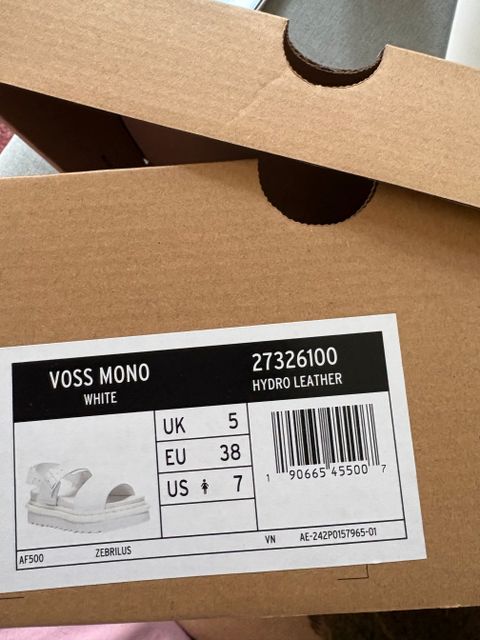 VOSS MONO
WHITE
27326100
HYDRO LEATHER
UK 5
EU 38
US 7
1 90665 45500 7
AF500 ZEBRILUS VN AE-242P0157965-01